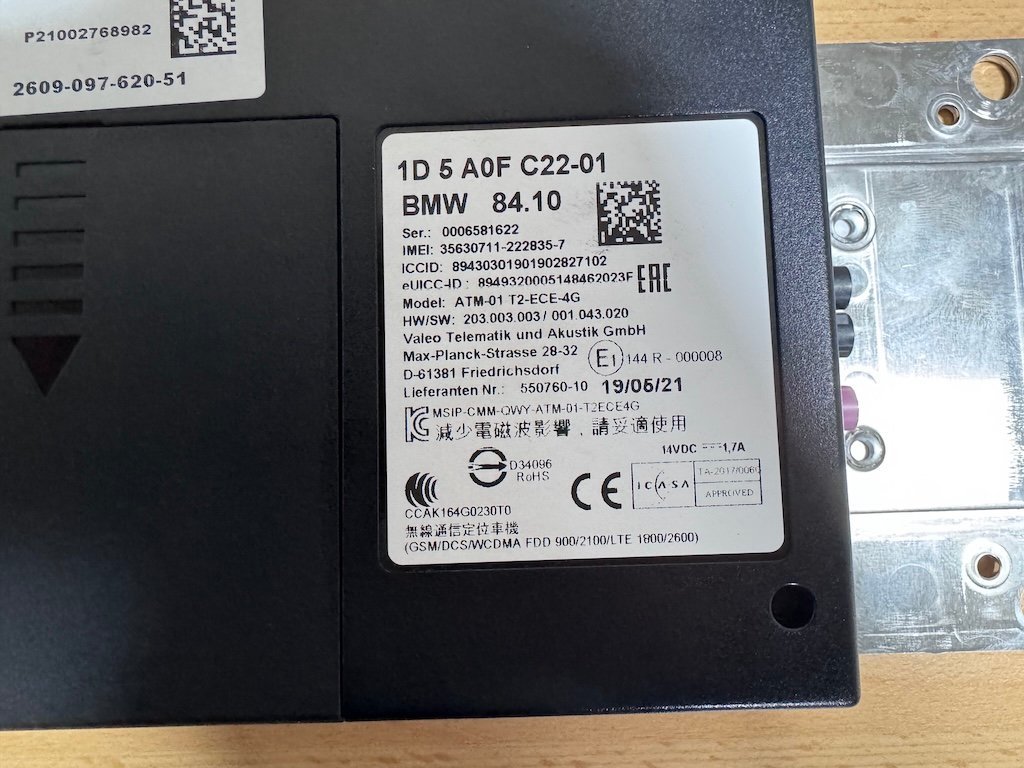 P21002768982
2609-097-620-51
1D 5 A0F C22-01
BMW 84.10
Ser.: 0006581622
IMEI: 35630711-222835-7
ICCID: 89430301901902827102
eUICC-ID : 8949320005148462023F
EAC
Model: ATM-01 T2-ECE-4G
HW/SW: 203.003.003 / 001.043.020
Valeo Telematik und Akustik GmbH
Max-Planck-Strasse 28-32
E1 144 R - 000008
D-61381 Friedrichsdorf
Lieferanten Nr.: 550760-10 19/05/21
MSIP-CMM-QWY-ATM-01-T2ECE4G
減少電磁波影響，請妥適使用
14VDC 1,7A
D34096
RoHS
CE
ICASA
TA-2017/0060
APPROVED
CCAK164G0230T0
無線通信定位車機
(GSM/DCS/WCDMA FDD 900/2100/LTE 1800/2600)